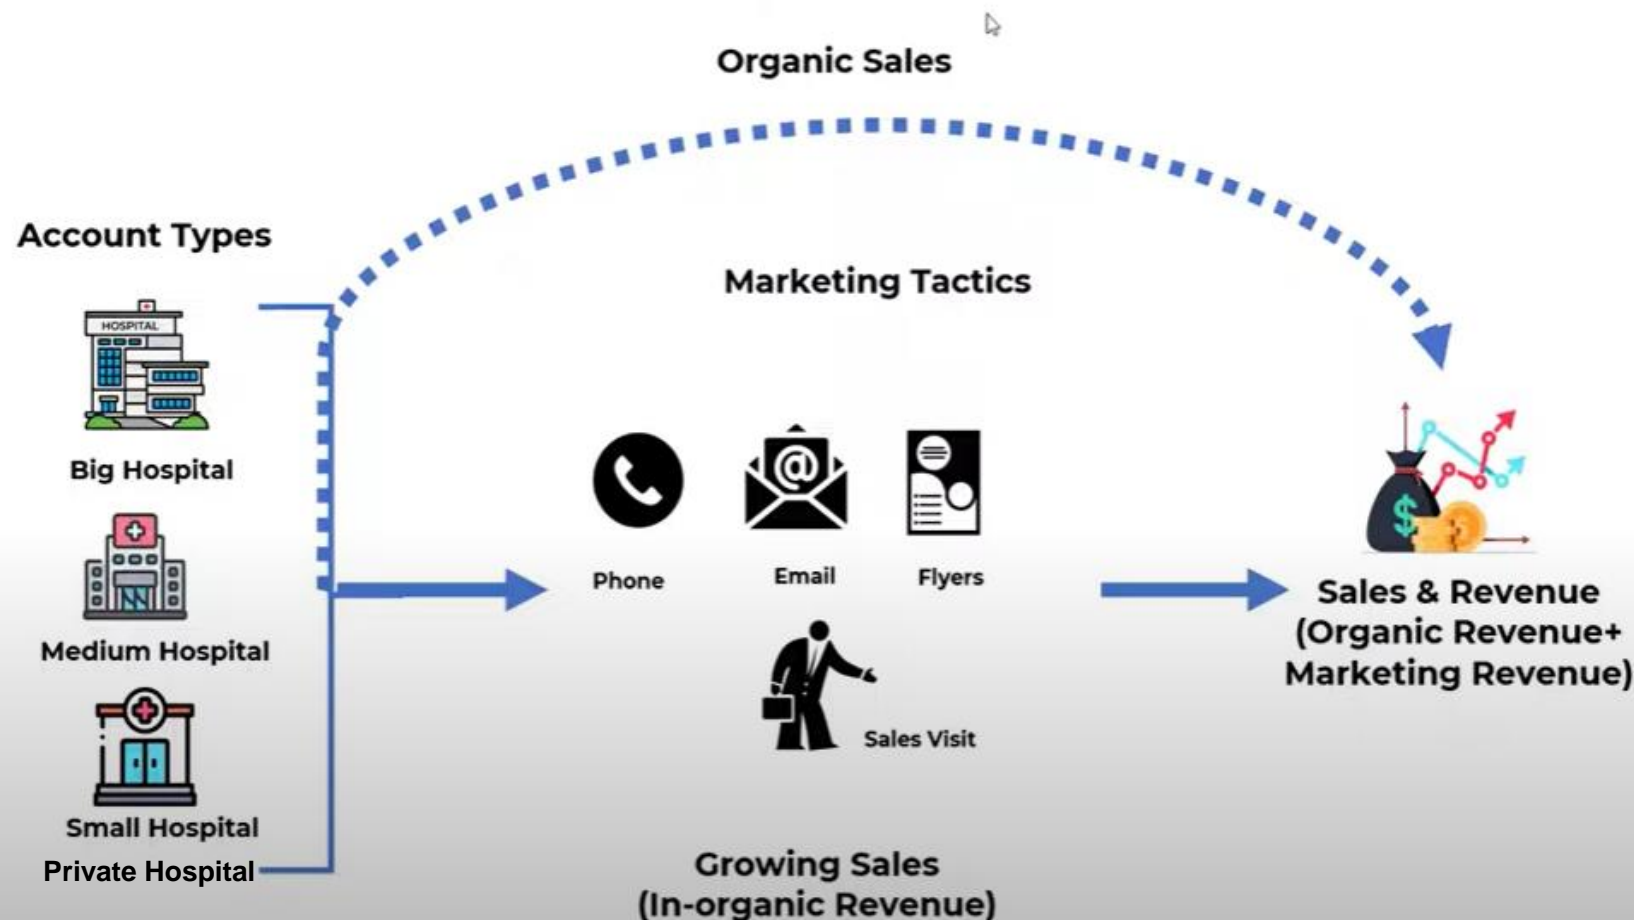 Organic Sales
Account Types
Marketing Tactics
HOSPITAL
Big Hospital
Medium Hospital
Small Hospital
Private Hospital
@
Phone
Email
Flyers
Sales Visit
$
Sales & Revenue
(Organic Revenue+
Marketing Revenue)
Growing Sales
(In-organic Revenue)